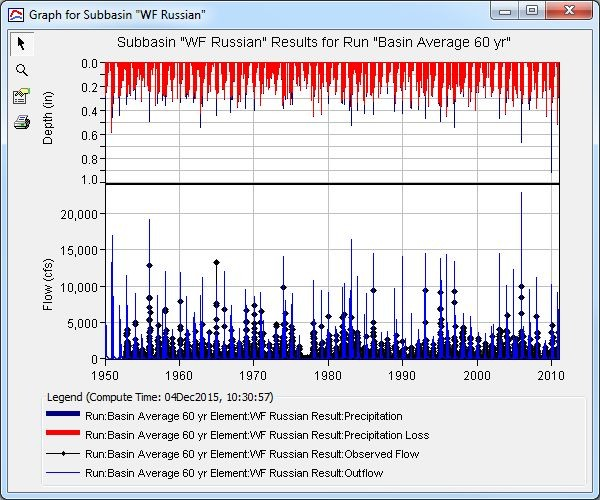 Graph for Subbasin "WF Russian"
Subbasin "WF Russian" Results for Run "Basin Average 60 yr"
0.0
0.2
0.4
0.6
0.8
1.0
Depth (in)
20,000
15,000
10,000
5,000
0
Flow (cfs)
1950 1960 1970 1980 1990 2000 2010
Legend (Compute Time: 04Dec2015, 10:30:57)
Run:Basin Average 60 yr Element:WF Russian Result:Precipitation
Run:Basin Average 60 yr Element:WF Russian Result:Precipitation Loss
Run:Basin Average 60 yr Element:WF Russian Result:Observed Flow
Run:Basin Average 60 yr Element:WF Russian Result:Outflow